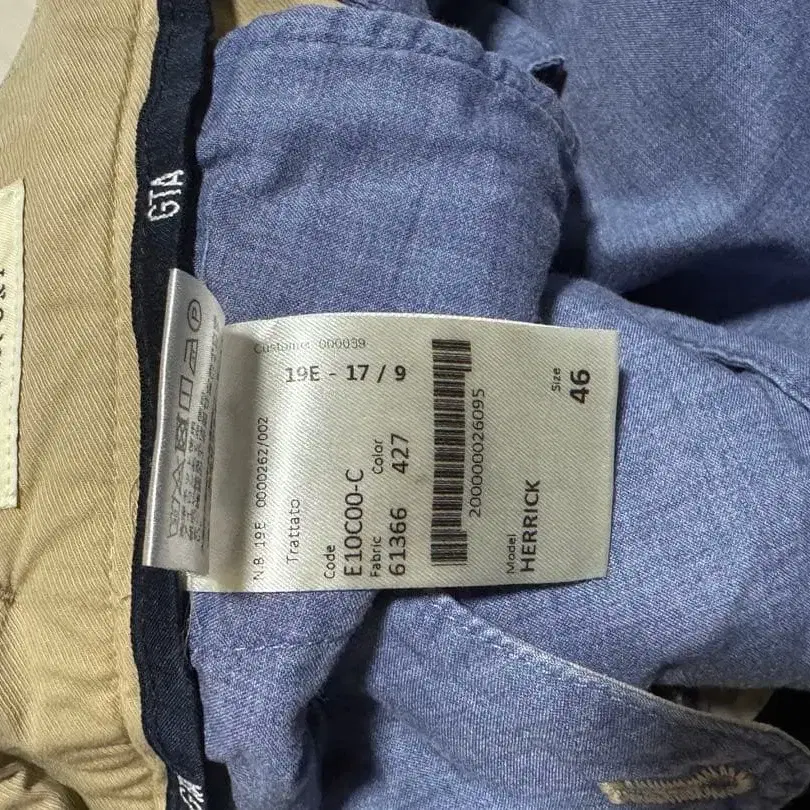 GTA
Customer 000039
19E - 17 / 9
N.B 19E 0000262/002
Trattato
Code
E10C00-C
Fabric Color
61366 427
200000026095
Model
HERRICK
Size
46